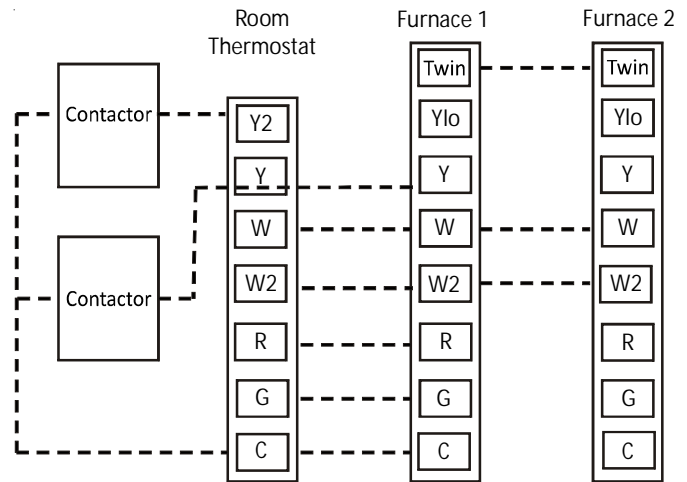 Room
Thermostat
Furnace 1
Furnace 2
Contactor
Contactor
Y2
Y
W
W2
R
G
C
Twin
Ylo
Y
W
W2
R
G
C
Twin
Ylo
Y
W
W2
R
G
C